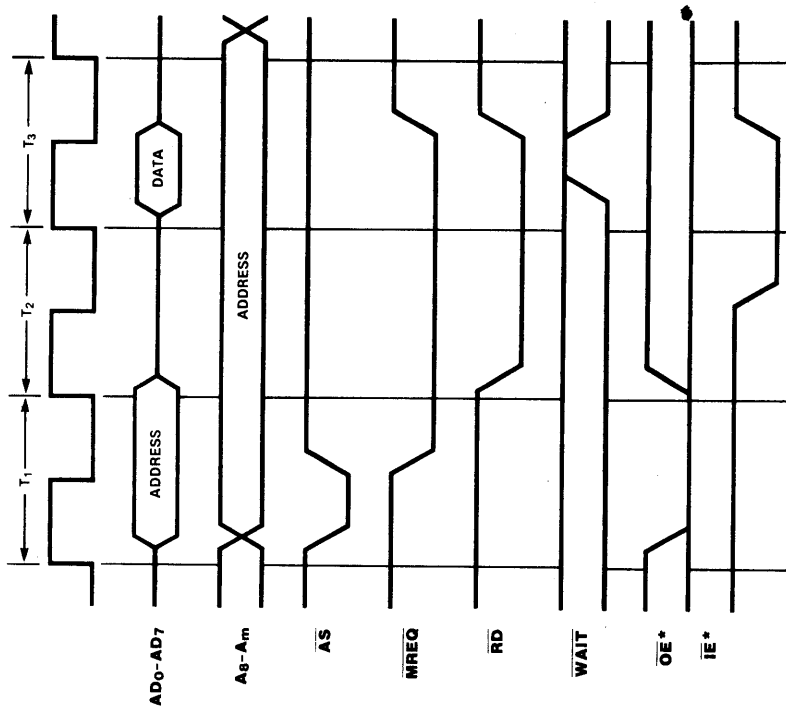 T1
T2
T3
AD0-AD7
ADDRESS
DATA
A8-Am
ADDRESS
AS
MREQ
RD
WAIT
OE*
IE*